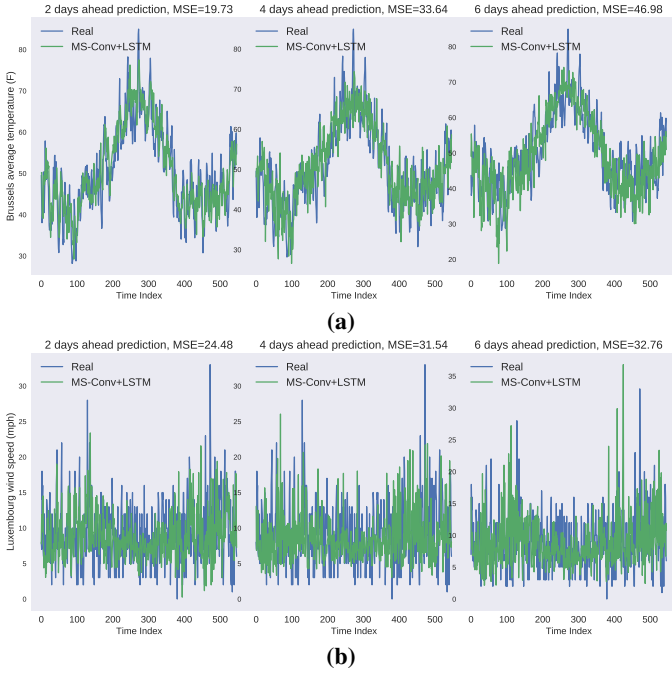 2 days ahead prediction, MSE=19.73
4 days ahead prediction, MSE=33.64
6 days ahead prediction, MSE=46.98
Real
MS-Conv+LSTM
Real
MS-Conv+LSTM
Real
MS-Conv+LSTM
Brussels average temperature (F)
80
70
60
50
40
30
80
70
60
50
40
30
80
70
60
50
40
30
20
0 100 200 300 400 500
0 100 200 300 400 500
0 100 200 300 400 500
Time Index
Time Index
Time Index
(a)
2 days ahead prediction, MSE=24.48
4 days ahead prediction, MSE=31.54
6 days ahead prediction, MSE=32.76
Real
MS-Conv+LSTM
Real
MS-Conv+LSTM
Real
MS-Conv+LSTM
Luxembourg wind speed (mph)
30
25
20
15
10
5
0
30
25
20
15
10
5
0
35
30
25
20
15
10
5
0
0 100 200 300 400 500
0 100 200 300 400 500
0 100 200 300 400 500
Time Index
Time Index
Time Index
(b)